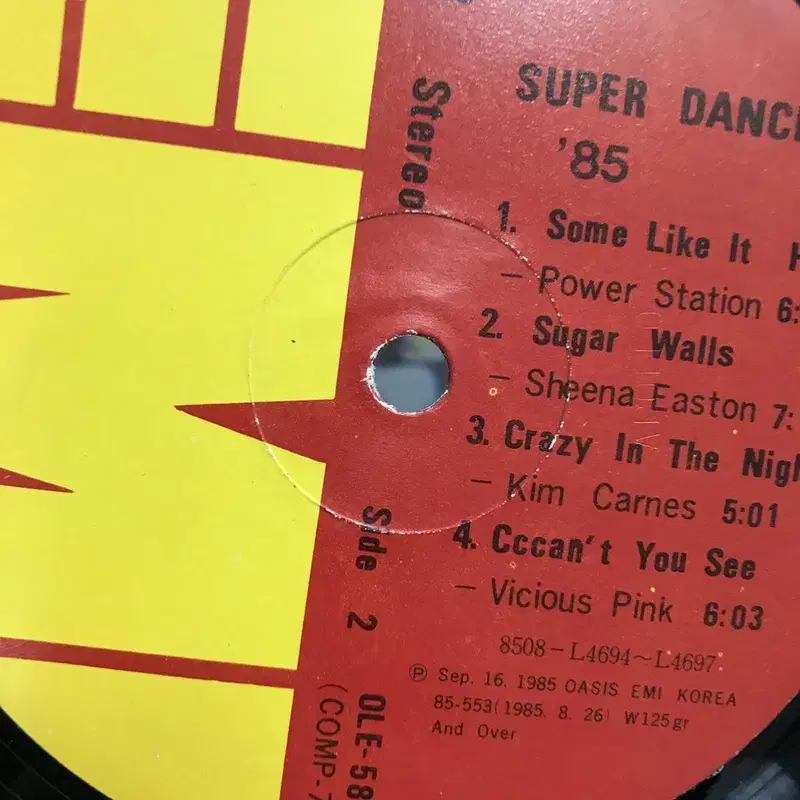 SUPER DANC
'85
1. Some Like It
— Power Station 6:
2. Sugar Walls
— Sheena Easton 7:
3. Crazy In The Nigh
— Kim Carnes 5:01
4. Cccan't You See
— Vicious Pink 6:03
8508-L4694~L4697
Ⓟ Sep. 16. 1985 OASIS EMI KOREA
85-553(1985. 8. 26) W125gr
And Over
Stereo
Side 2
OLE-58
(COMP-